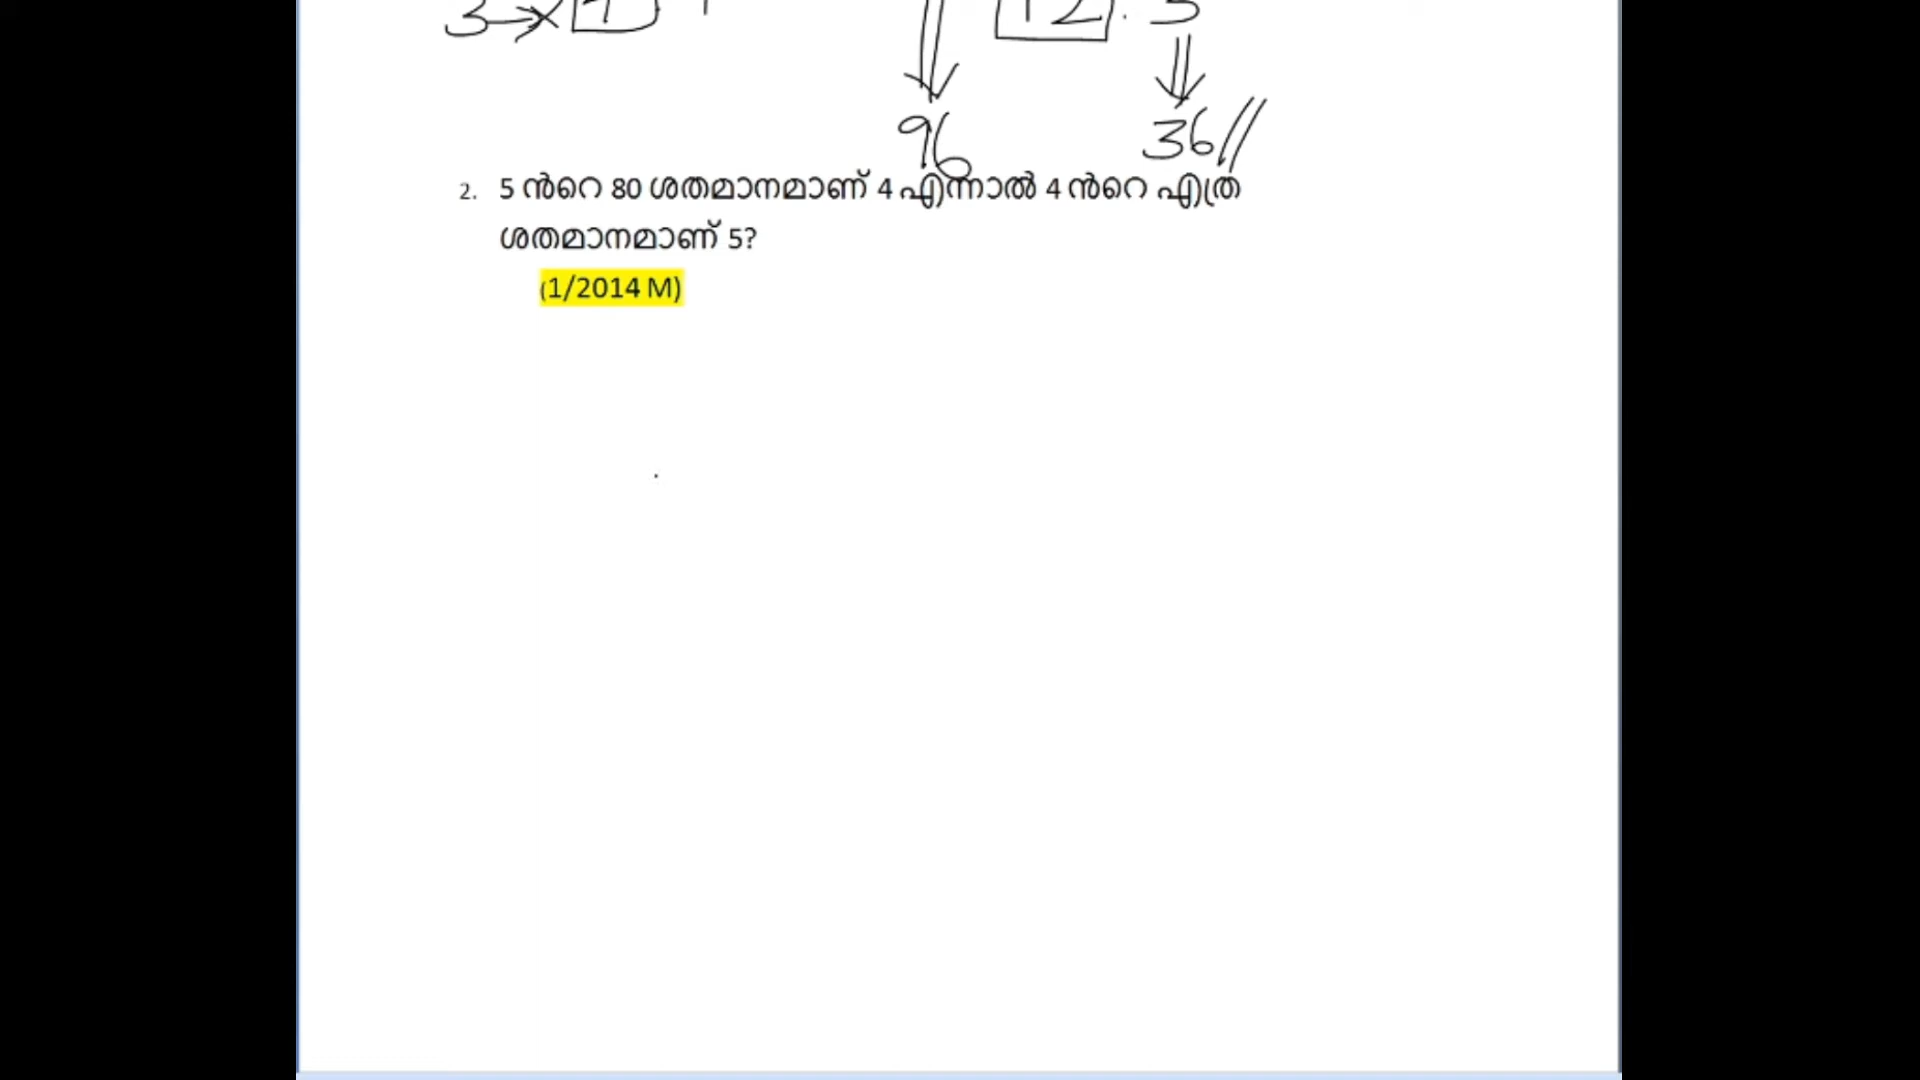 96 36//
2. 5 ൻറെ 80 ശതമാനമാണ് 4 എന്നാൽ 4 ൻറെ എത്ര
ശതമാനമാണ് 5?
(1/2014 M)